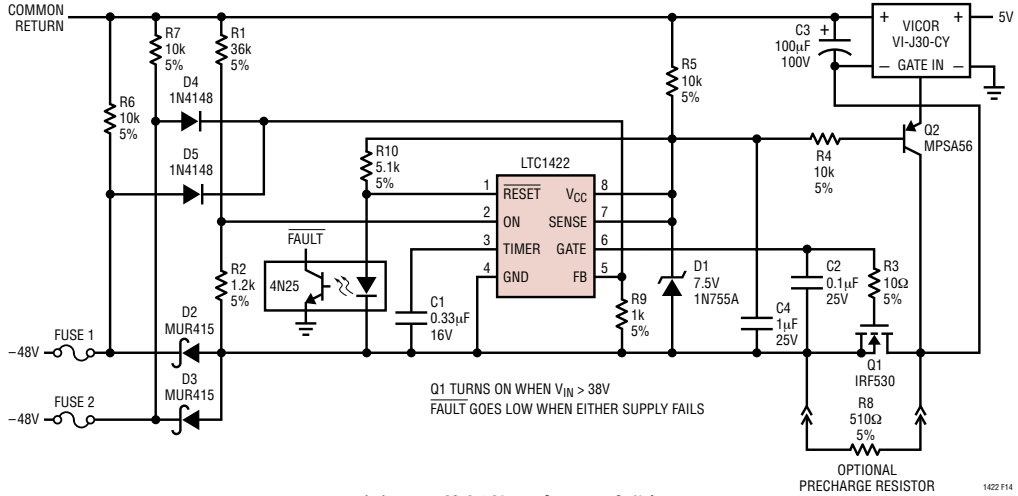 COMMON
RETURN
R7
10k
5%
R1
36k
5%
D4
1N4148
R6
10k
5%
D5
1N4148
R10
5.1k
5%
R5
10k
5%
C3
100µF
100V
+
+
+
5V
VICOR
VI-J30-CY
–
GATE IN
–
Q2
MPSA56
R4
10k
5%
LTC1422
1
RESET
VCC
8
2
ON
SENSE
7
3
TIMER
GATE
6
4
GND
FB
5
FAULT
4N25
R2
1.2k
5%
C1
0.33µF
16V
R9
1k
5%
D1
7.5V
1N755A
C4
1µF
25V
C2
0.1µF
25V
R3
10Ω
5%
Q1
IRF530
–48V
FUSE 1
D2
MUR415
–48V
FUSE 2
D3
MUR415
Q1 TURNS ON WHEN VIN > 38V
FAULT GOES LOW WHEN EITHER SUPPLY FAILS
R8
510Ω
5%
OPTIONAL
PRECHARGE RESISTOR
1422 F14